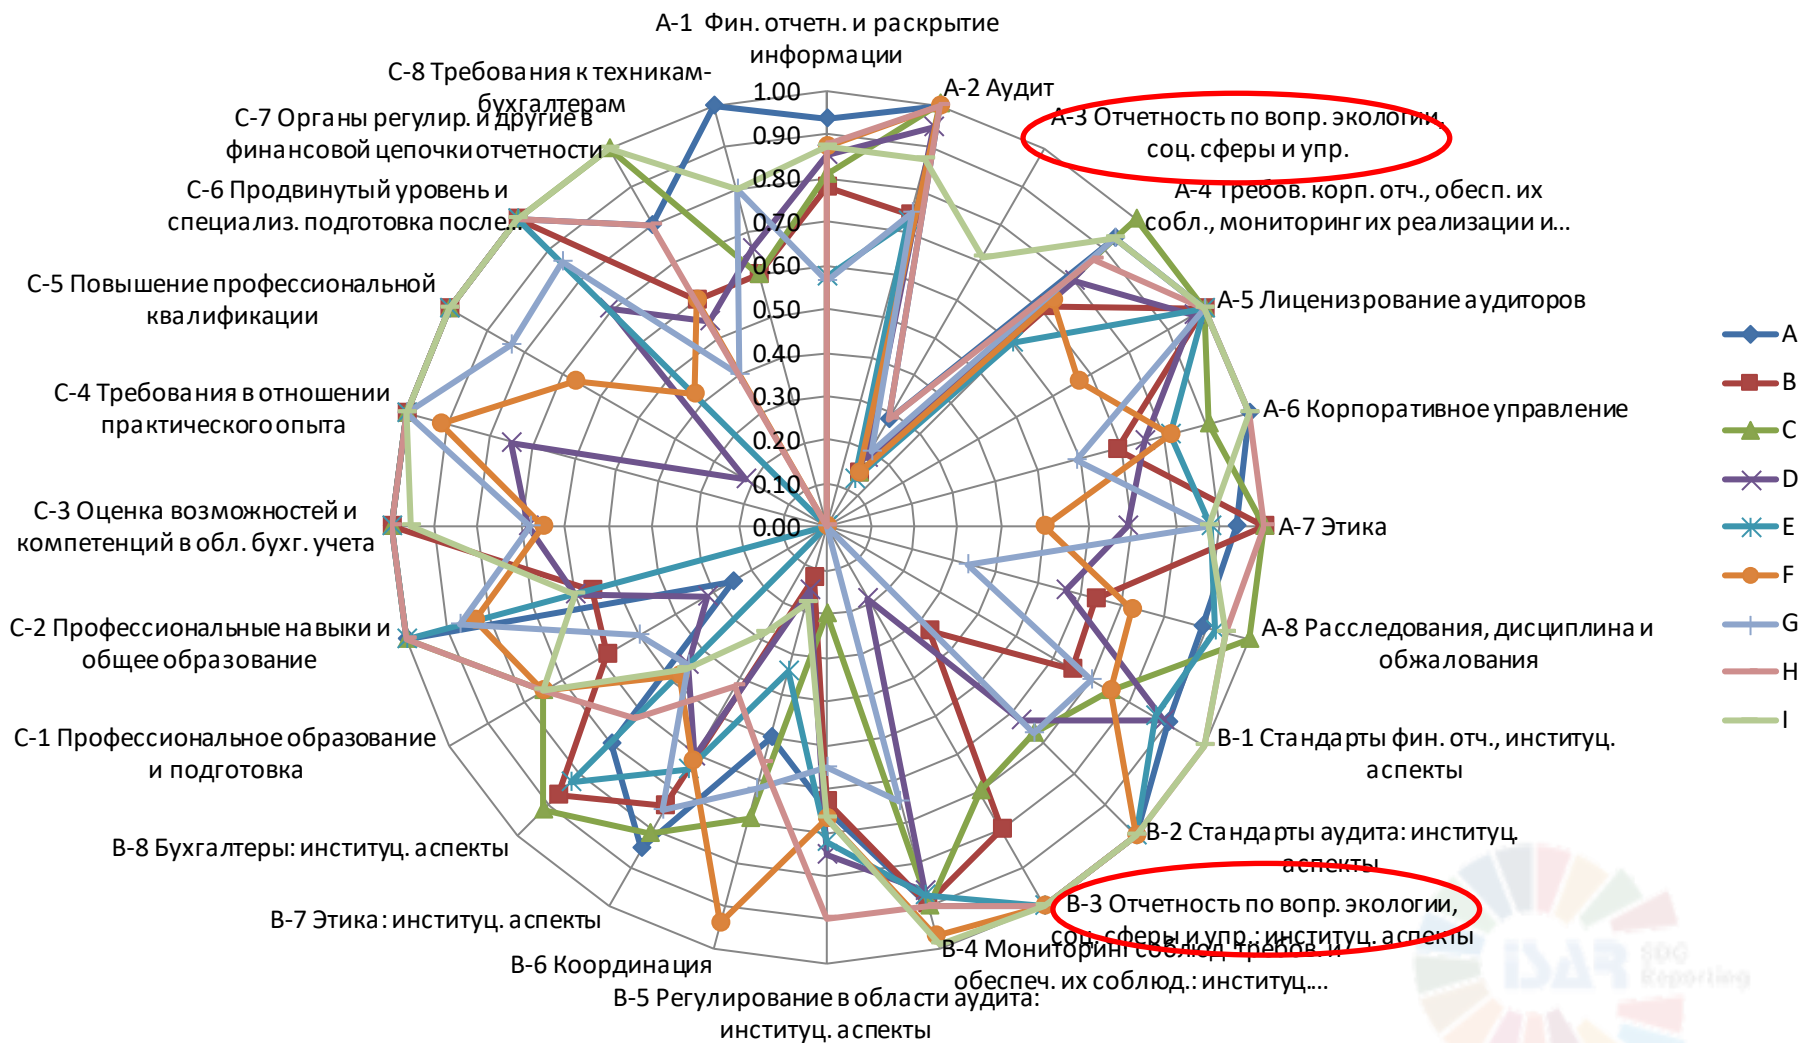 А-1 Фин. отчетн. и раскрытие
информации
А-2 Аудит
А-3 Отчетность по вопр. экологии,
соц. сферы и упр.
А-4 Требов. корп. отч., обесп. их
собл., мониторинг их реализации и...
А-5 Лиценизрование аудиторов
А-6 Корпоративное управление
А-7 Этика
А-8 Расследования, дисциплина и
обжалования
В-1 Стандарты фин. отч., институц.
аспекты
В-2 Стандарты аудита: институц.
аспекты
В-3 Отчетность по вопр. экологии,
соц. сферы и упр.: институц. аспекты
В-4 Мониторинг соблюд. требов. и
обеспеч. их соблюд.: институц....
В-5 Регулирование в области аудита:
институц. аспекты
В-6 Координация
В-7 Этика: институц. аспекты
В-8 Бухгалтеры: институц. аспекты
С-1 Профессиональное образование
и подготовка
С-2 Профессиональные навыки и
общее образование
С-3 Оценка возможностей и
компетенций в обл. бухг. учета
С-4 Требования в отношении
практического опыта
С-5 Повышение профессиональной
квалификации
С-6 Продвинутый уровень и
специализ. подготовка после...
С-7 Органы регулир. и другие в
финансовой цепочки отчетности
С-8 Требования к техникам-
бухгалтерам
1.00
0.90
0.80
0.70
0.60
0.50
0.40
0.30
0.20
0.10
0.00
A
B
C
D
E
F
G
H
I
ISAR
SDG
Reporting